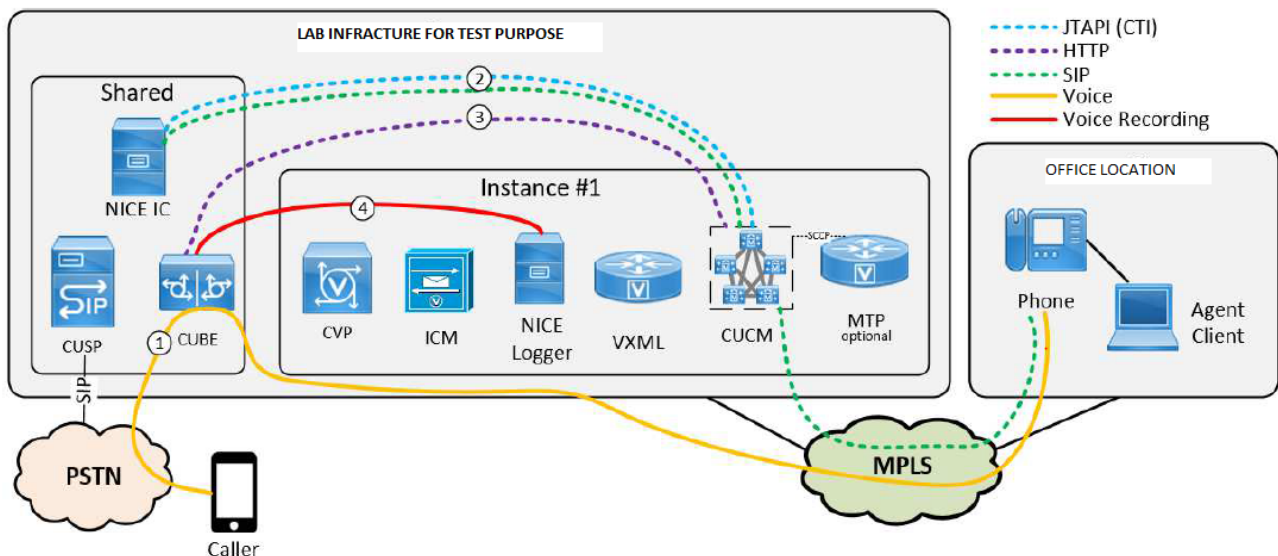 LAB INFRACTURE FOR TEST PURPOSE
JTAPI (CTI)
HTTP
SIP
Voice
Voice Recording
Shared
NICE IC
SIP
CUSP
CUBE
1
2
3
4
Instance #1
CVP
ICM
NICE
Logger
V
VXML
CUCM
SCCP
V
MTP
optional
OFFICE LOCATION
Phone
Agent
Client
SIP
PSTN
Caller
MPLS